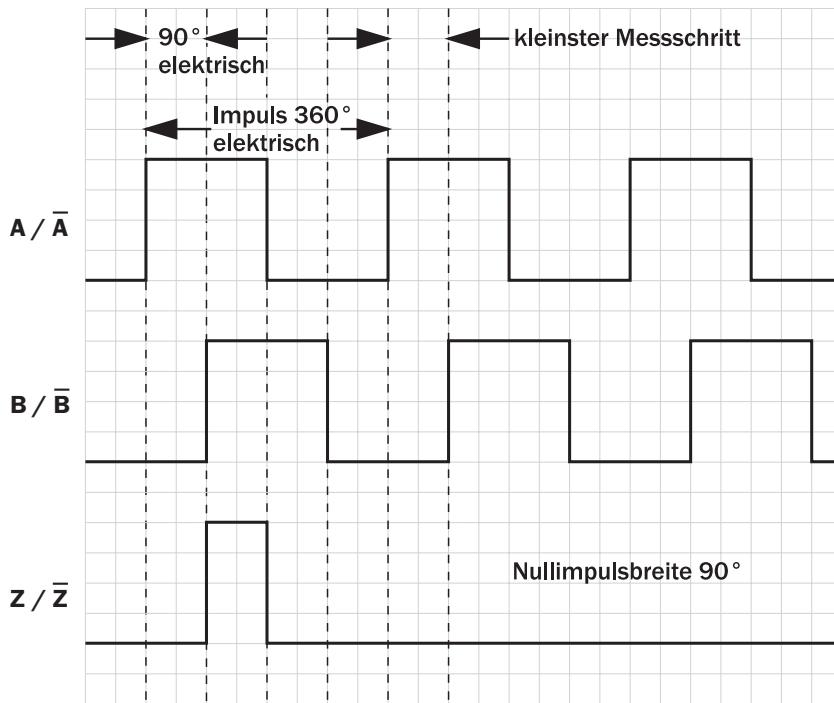 90°
elektrisch
kleinster Messschritt
Impuls 360°
elektrisch
A / A̅
B / B̅
Z / Z̅
Nullimpulsbreite 90°